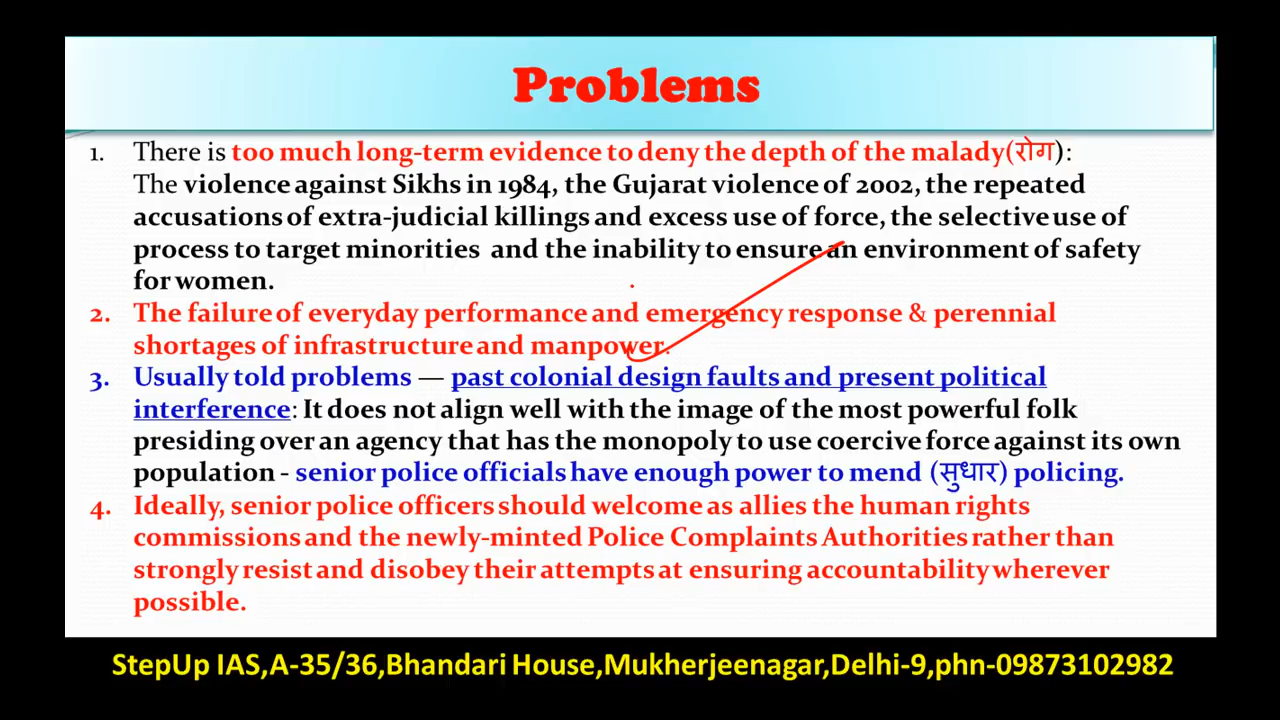 Problems
1. There is too much long-term evidence to deny the depth of the malady(रोग):
The violence against Sikhs in 1984, the Gujarat violence of 2002, the repeated
accusations of extra-judicial killings and excess use of force, the selective use of
process to target minorities and the inability to ensure an environment of safety
for women.
2. The failure of everyday performance and emergency response & perennial
shortages of infrastructure and manpower.
3. Usually told problems — past colonial design faults and present political
interference: It does not align well with the image of the most powerful folk
presiding over an agency that has the monopoly to use coercive force against its own
population - senior police officials have enough power to mend (सुधार) policing.
4. Ideally, senior police officers should welcome as allies the human rights
commissions and the newly-minted Police Complaints Authorities rather than
strongly resist and disobey their attempts at ensuring accountability wherever
possible.
StepUp IAS,A-35/36,Bhandari House,Mukherjeenagar,Delhi-9,phn-09873102982